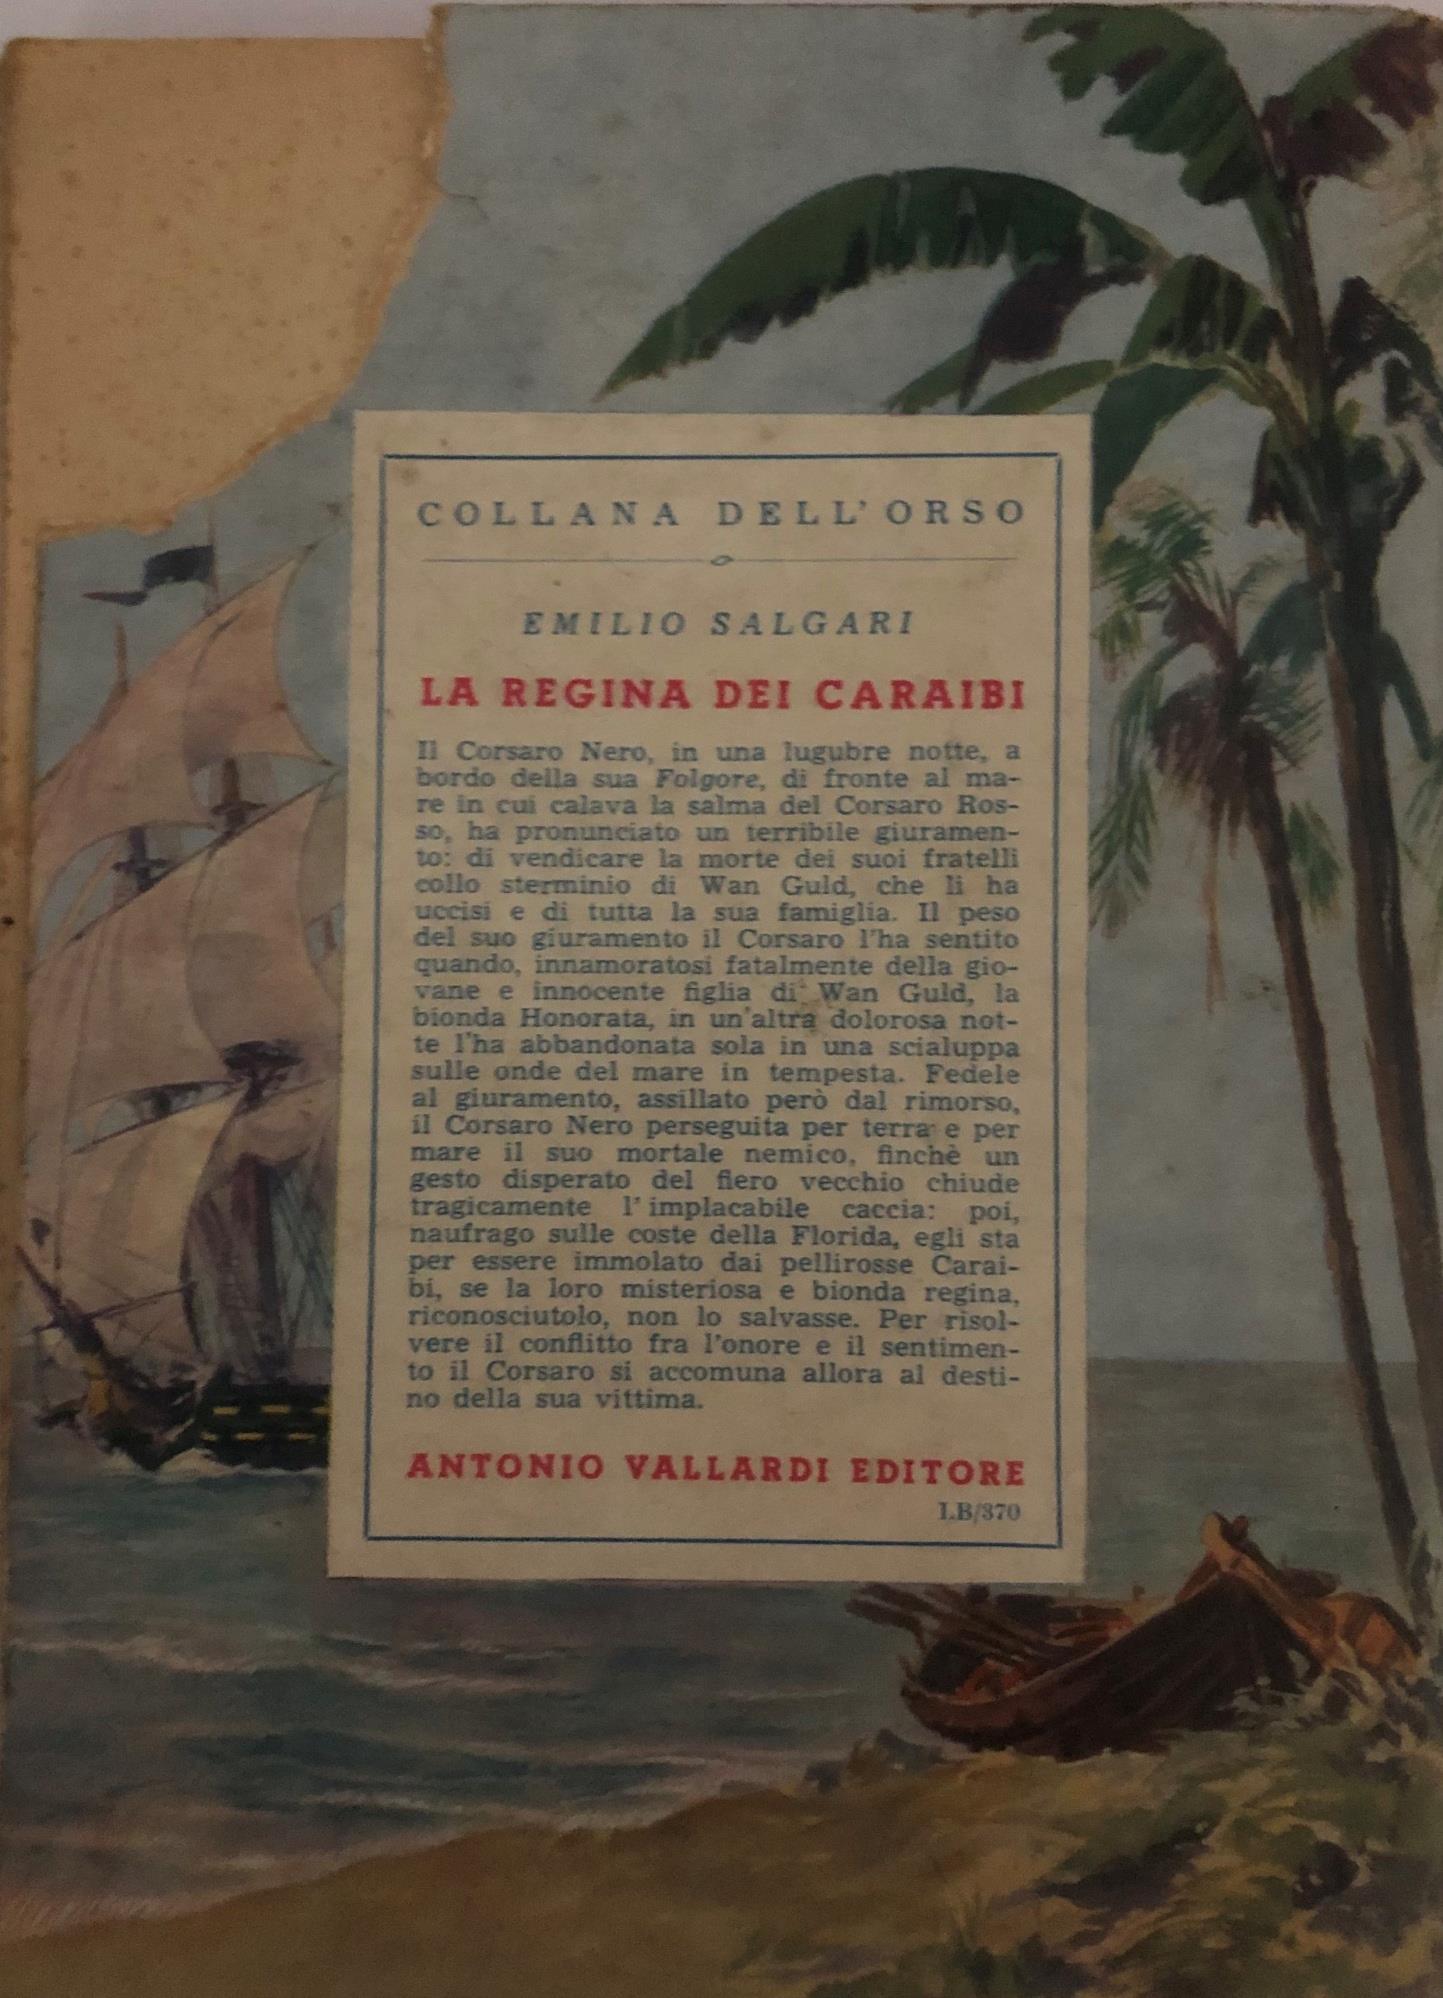 COLLANA DELL'ORSO
EMILIO SALGARI
LA REGINA DEI CARAIBI
Il Corsaro Nero, in una lugubre notte, a
bordo della sua Folgore, di fronte al ma-
re in cui calava la salma del Corsaro Ros-
so, ha pronunciato un terribile giuramen-
to: di vendicare la morte dei suoi fratelli
collo sterminio di Wan Guld, che li ha
uccisi e di tutta la sua famiglia. Il peso
del suo giuramento il Corsaro l'ha sentito
quando, innamoratosi fatalmente della gio-
vane e innocente figlia di Wan Guld, la
bionda Honorata, in un'altra dolorosa not-
te l'ha abbandonata sola in una scialuppa
sulle onde del mare in tempesta. Fedele
al giuramento, assillato però dal rimorso,
il Corsaro Nero perseguita per terra e per
mare il suo mortale nemico, finchè un
gesto disperato del fiero vecchio chiude
tragicamente l'implacabile caccia: poi,
naufrago sulle coste della Florida, egli sta
per essere immolato dai pellirosse Carai-
bi, se la loro misteriosa e bionda regina,
riconosciutolo, non lo salvasse. Per risol-
vere il conflitto fra l'onore e il sentimen-
to il Corsaro si accomuna allora al desti-
no della sua vittima.
ANTONIO VALLARDI EDITORE
LB/370